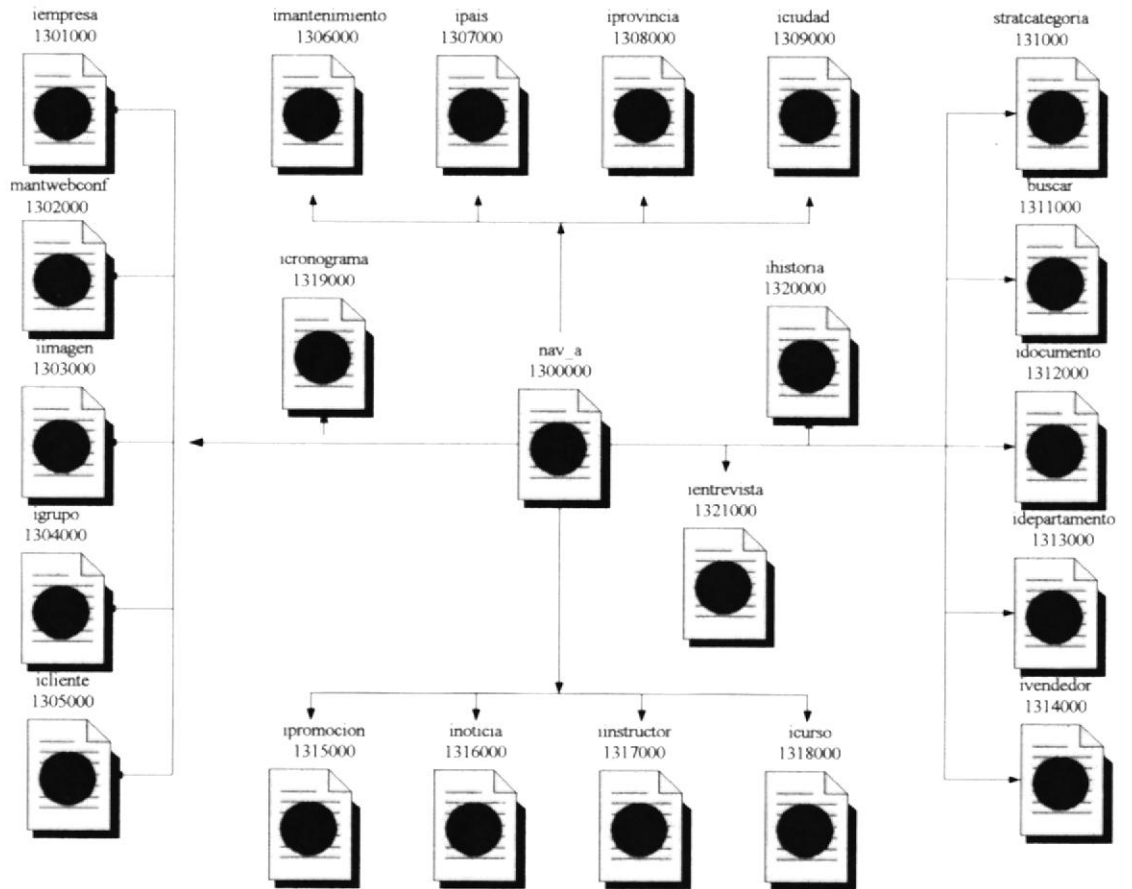 iempresa
1301000
imantenimiento
1306000
ipais
1307000
iprovincia
1308000
iciudad
1309000
stratcategoria
131000
mantwebconf
1302000
buscar
1311000
icronograma
1319000
ihistoria
1320000
iimagen
1303000
nav_a
1300000
idocumento
1312000
igrupo
1304000
ientrevista
1321000
idepartamento
1313000
icliente
1305000
ivendedor
1314000
ipromocion
1315000
inoticia
1316000
iinstructor
1317000
icurso
1318000